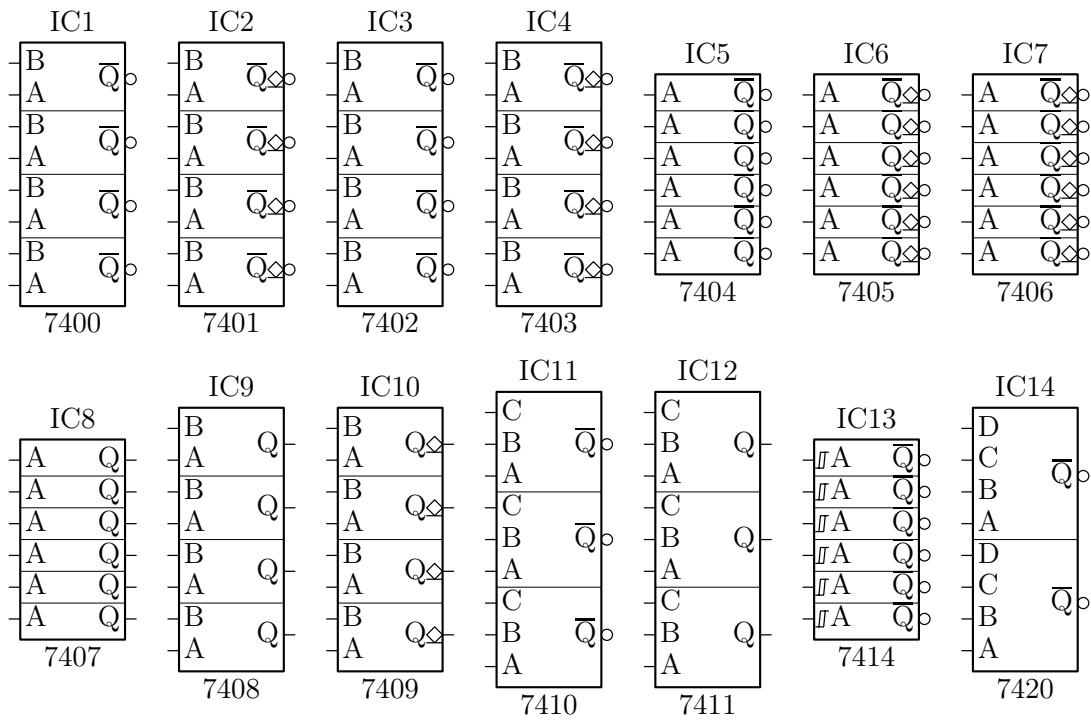 IC1
B
Q̅
A
B
Q̅
A
B
Q̅
A
B
Q̅
A
7400
IC2
B
Q̅
A
B
Q̅
A
B
Q̅
A
B
Q̅
A
7401
IC3
B
Q̅
A
B
Q̅
A
B
Q̅
A
B
Q̅
A
7402
IC4
B
Q̅
A
B
Q̅
A
B
Q̅
A
B
Q̅
A
7403
IC5
A Q̅
A Q̅
A Q̅
A Q̅
A Q̅
A Q̅
7404
IC6
A Q̅
A Q̅
A Q̅
A Q̅
A Q̅
A Q̅
7405
IC7
A Q̅
A Q̅
A Q̅
A Q̅
A Q̅
A Q̅
7406
IC8
A Q
A Q
A Q
A Q
A Q
A Q
7407
IC9
B
Q
A
B
Q
A
B
Q
A
B
Q
A
7408
IC10
B
Q
A
B
Q
A
B
Q
A
B
Q
A
7409
IC11
C
B Q̅
A
C
B Q̅
A
C
B Q̅
A
7410
IC12
C
B Q
A
C
B Q
A
C
B Q
A
7411
IC13
A Q̅
A Q̅
A Q̅
A Q̅
A Q̅
A Q̅
7414
IC14
D
C
Q̅
B
A
D
C
Q̅
B
A
7420